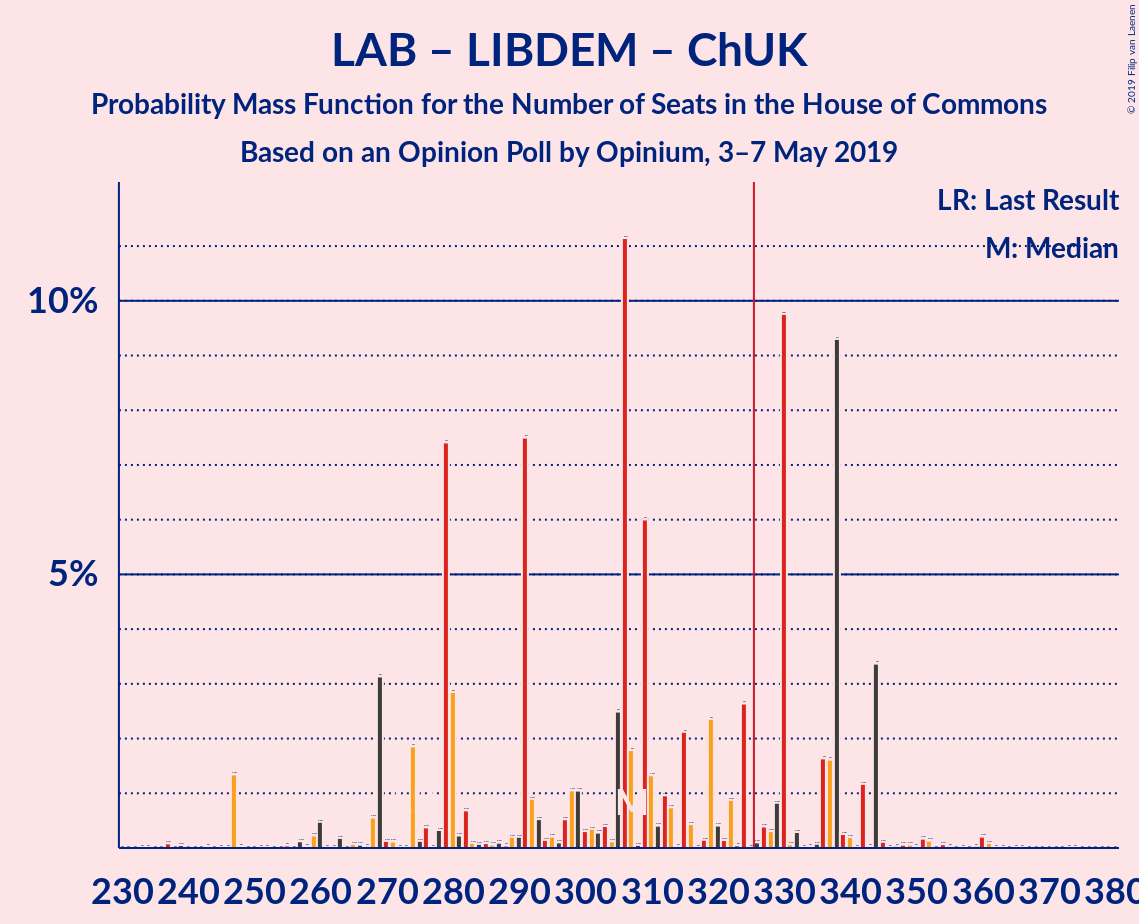 LAB – LIBDEM – ChUK
Probability Mass Function for the Number of Seats in the House of Commons
Based on an Opinion Poll by Opinium, 3–7 May 2019
© 2019 Filip van Laenen
LR: Last Result
M: Median
10%
5%
M
230 240 250 260 270 280 290 300 310 320 330 340 350 360 370 380